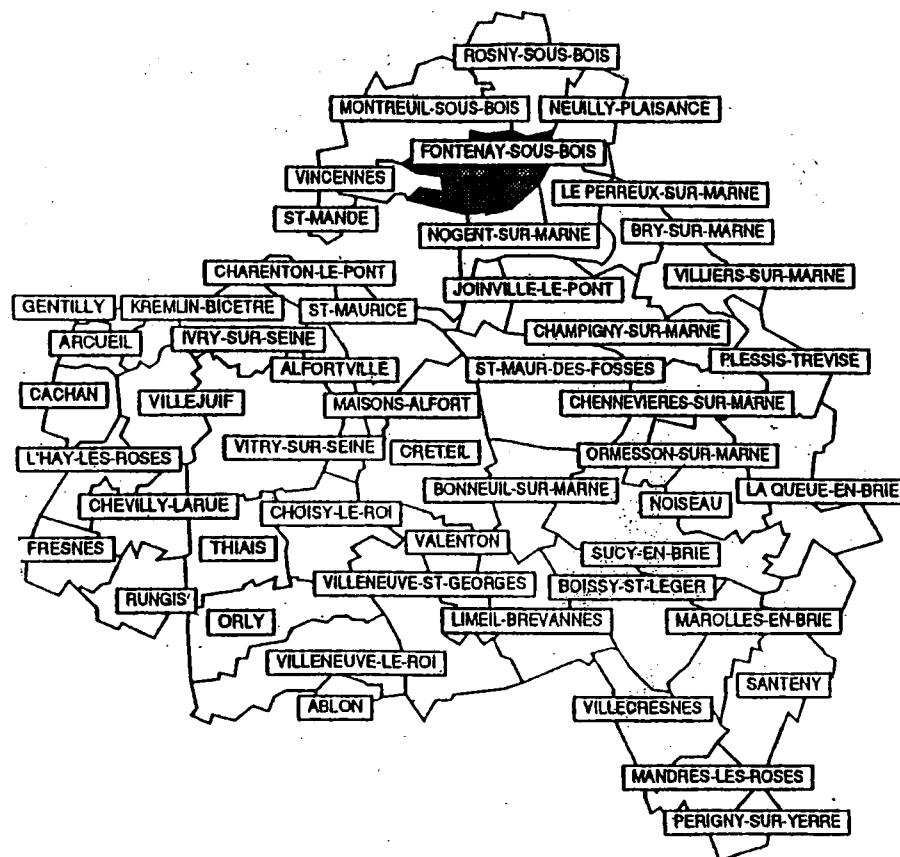 ROSNY-SOUS-BOIS
MONTREUIL-SOUS-BOIS
NEUILLY-PLAISANCE
FONTENAY-SOUS-BOIS
VINCENNES
LE PERREUX-SUR-MARNE
ST-MANDE
NOGENT-SUR-MARNE
BRY-SUR-MARNE
CHARENTON-LE-PONT
VILLIERS-SUR-MARNE
JOINVILLE-LE-PONT
GENTILLY
KREMLIN-BICETRE
ST-MAURICE
ARCUEIL
IVRY-SUR-SEINE
CHAMPIGNY-SUR-MARNE
ALFORTVILLE
ST-MAUR-DES-FOSSES
PLESSIS-TREVISE
CACHAN
VILLEJUIF
MAISONS-ALFORT
CHENNEVIERES-SUR-MARNE
L'HAY-LES-ROSES
VITRY-SUR-SEINE
CRETEIL
ORMESSON-SUR-MARNE
BONNEUIL-SUR-MARNE
NOISEAU
LA QUEUE-EN-BRIE
CHEVILLY-LARUE
CHOISY-LE-ROI
FRESNES
THIAIS
VALENTON
SUCY-EN-BRIE
VILLENEUVE-ST-GEORGES
BOISSY-ST-LEGER
RUNGIS
ORLY
LIMEIL-BREVANNES
MAROLLES-EN-BRIE
VILLENEUVE-LE-ROI
SANTENY
ABLON
VILLECRESNES
MANDRES-LES-ROSES
PERIGNY-SUR-YERRE